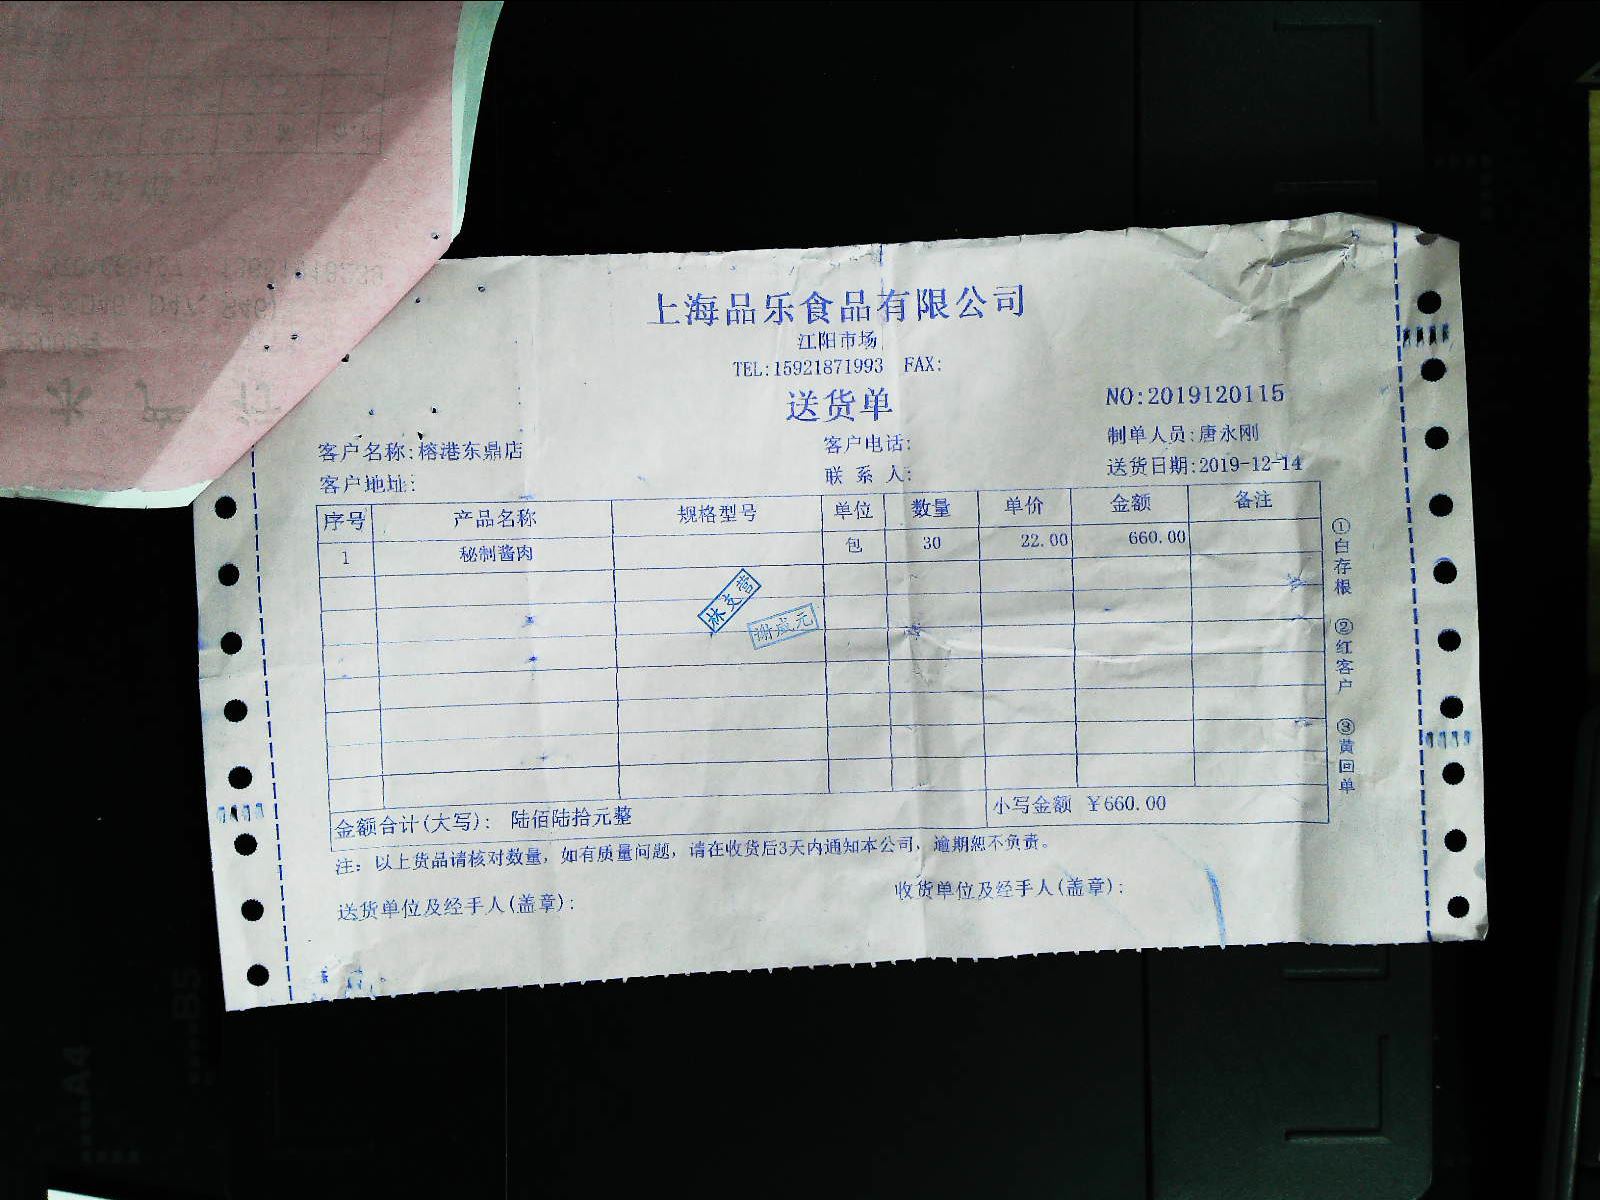 上海品乐食品有限公司
江阳市场
TEL:15921871993 FAX:
送货单
NO:2019120115
客户名称:榕港东鼎店 客户电话: 制单人员:唐永刚
客户地址: 联系人: 送货日期:2019-12-14
序号 产品名称 规格型号 单位 数量 单价 金额 备注
1 秘制酱肉 包 30 22.00 660.00
林支营
谢成元
金额合计(大写): 陆佰陆拾元整 小写金额 ¥660.00
注: 以上货品请核对数量, 如有质量问题, 请在收货后3天内通知本公司, 逾期恕不负责。
送货单位及经手人(盖章): 收货单位及经手人(盖章):
①白存根 ②红客户 ③黄回单
B5
A4